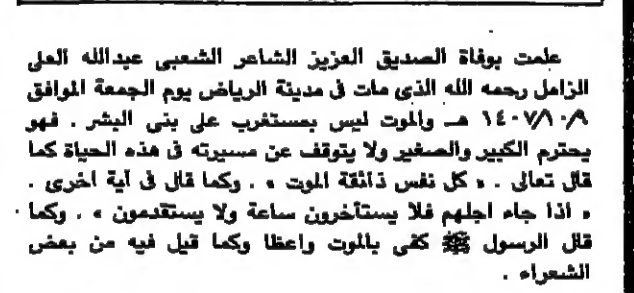 علمت بوفاة الصديق العزيز الشاعر الشعبي عبدالله العلي
الزامل رحمه الله الذي مات في مدينة الرياض يوم الجمعة الموافق
١٤٠٧/١٠/٩ هـ والموت ليس بمستغرب على بني البشر . فهو
يحترم الكبير والصغير ولا يتوقف عن مسيرته في هذه الحياة كما
قال تعالى . « كل نفس ذائقة الموت » . وكما قال في آية اخرى .
« اذا جاء اجلهم فلا يستأخرون ساعة ولا يستقدمون » . وكما
قال الرسول ﷺ كفى بالموت واعظا وكما قيل فيه من بعض
الشعراء .